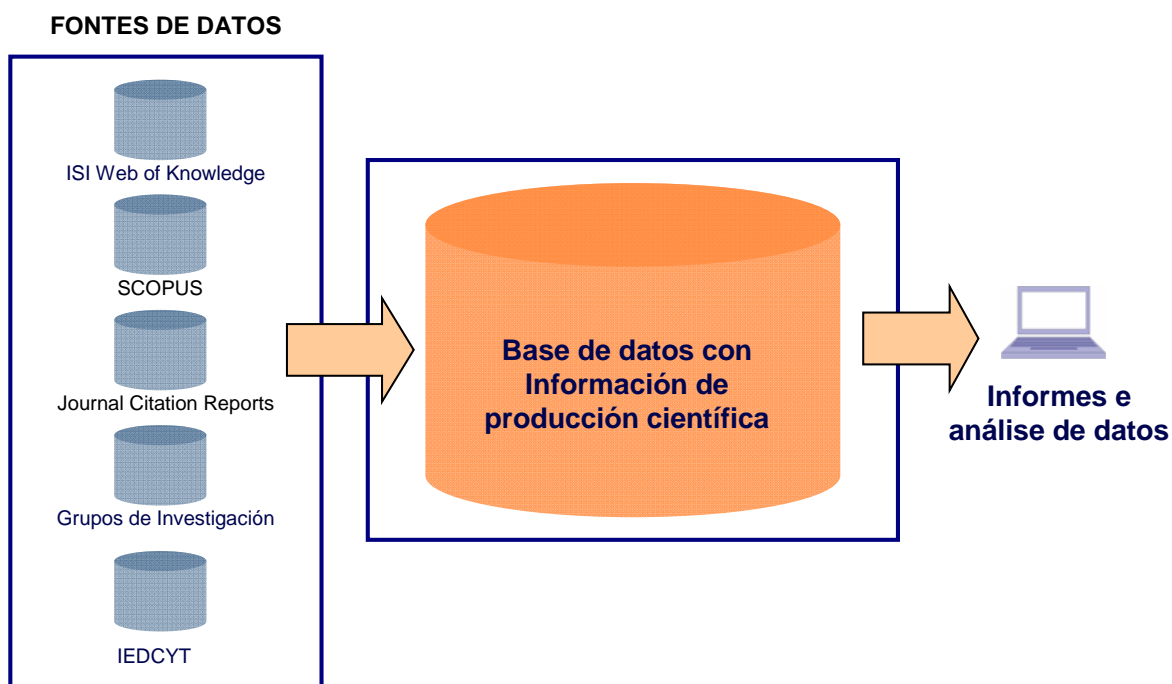 FONTES DE DATOS
ISI Web of Knowledge
SCOPUS
Journal Citation Reports
Grupos de Investigación
IEDCYT
Base de datos con
Información de
producción científica
Informes e
análise de datos